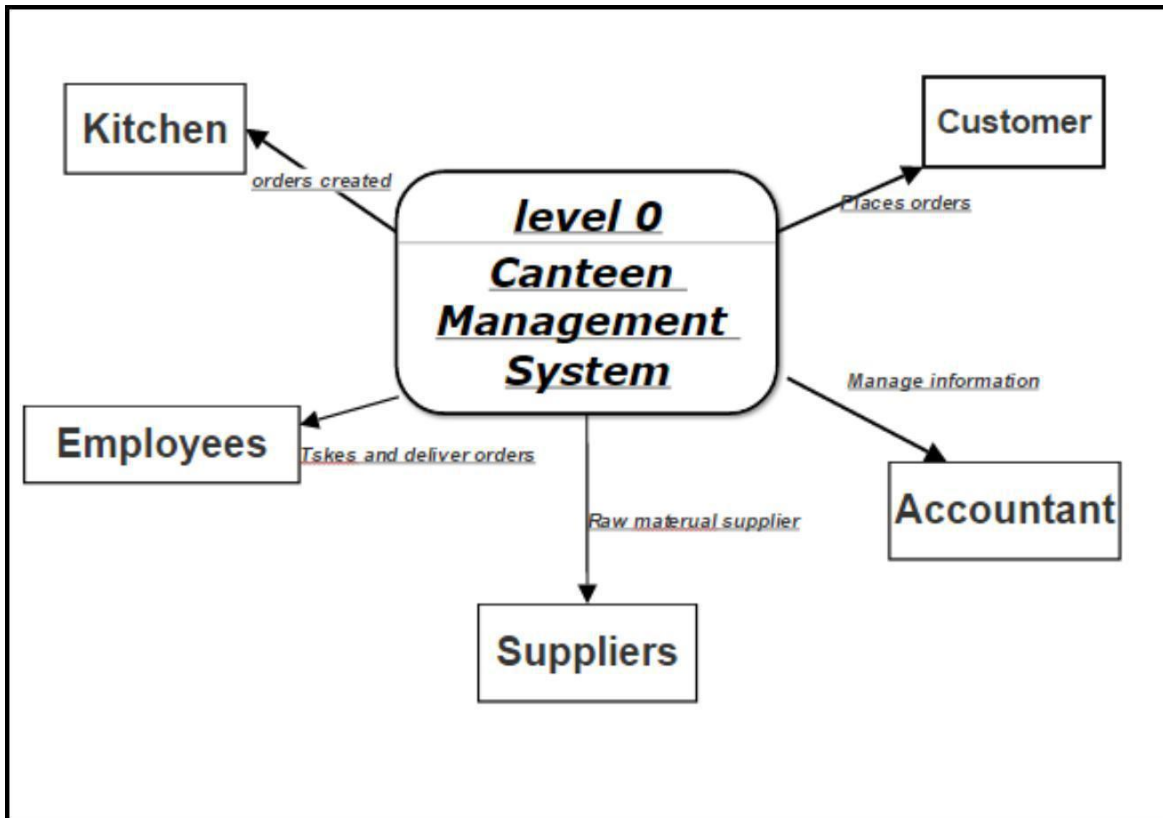 Kitchen
Customer
orders created
Places orders
level 0
Canteen
Management
System
Manage information
Employees
Tskes and deliver orders
Accountant
Raw materual supplier
Suppliers